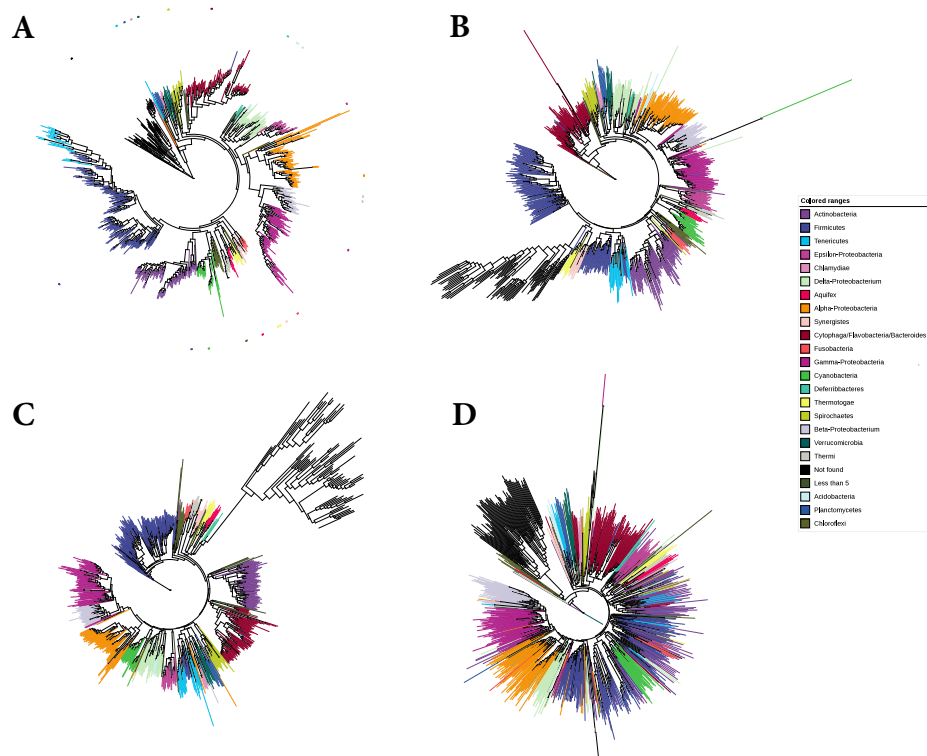 A
B
Colored ranges
Actinobacteria
Firmicutes
Tenericutes
Epsilon-Proteobacteria
Chlamydiae
Delta-Proteobacterium
Aquifex
Alpha-Proteobacteria
Synergistes
Cytophaga/Flavobacteria/Bacteroides
Fusobacteria
Gamma-Proteobacteria
Cyanobacteria
Deferribbacteres
Thermotogae
Spirochaetes
Beta-Proteobacterium
Verrucomicrobia
Thermi
Not found
Less than 5
Acidobacteria
Planctomycetes
Chloroflexi
C
D